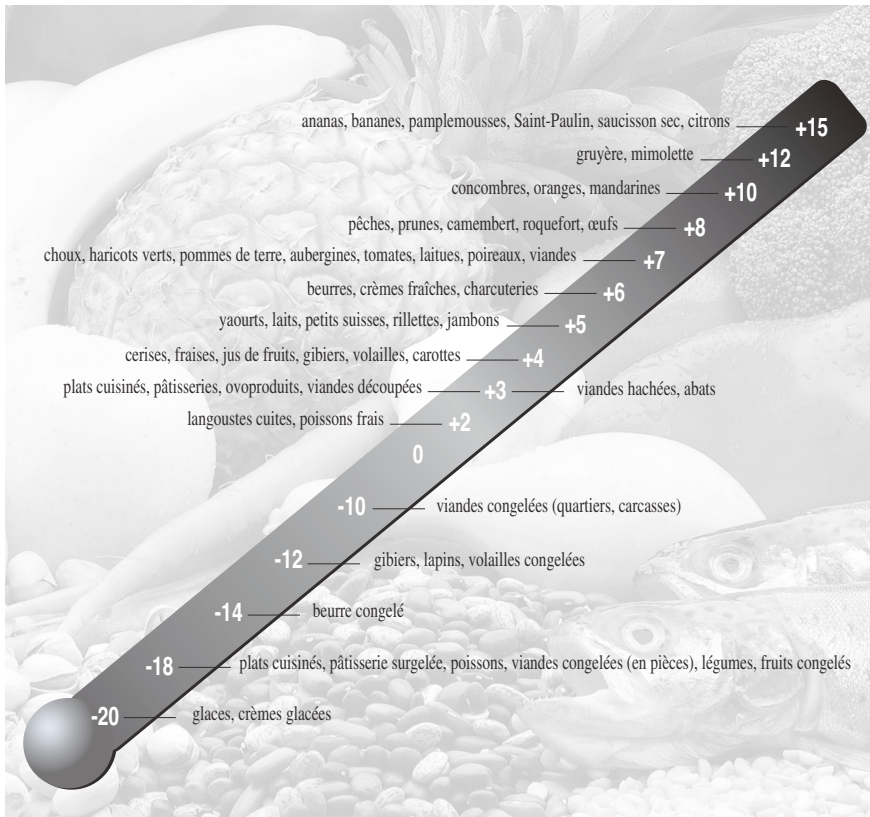 ananas, bananes, pamplemousses, Saint-Paulin, saucisson sec, citrons +15
gruyère, mimolette +12
concombres, oranges, mandarines +10
pêches, prunes, camembert, roquefort, œufs +8
choux, haricots verts, pommes de terre, aubergines, tomates, laitues, poireaux, viandes +7
beurres, crèmes fraîches, charcuteries +6
yaourts, laits, petits suisses, rillettes, jambons +5
cerises, fraises, jus de fruits, gibiers, volailles, carottes +4
plats cuisinés, pâtisseries, ovoproduits, viandes découpées +3 viandes hachées, abats
langoustes cuites, poissons frais +2
0
-10 viandes congelées (quartiers, carcasses)
-12 gibiers, lapins, volailles congelées
-14 beurre congelé
-18 plats cuisinés, pâtisserie surgelée, poissons, viandes congelées (en pièces), légumes, fruits congelés
-20 glaces, crèmes glacées